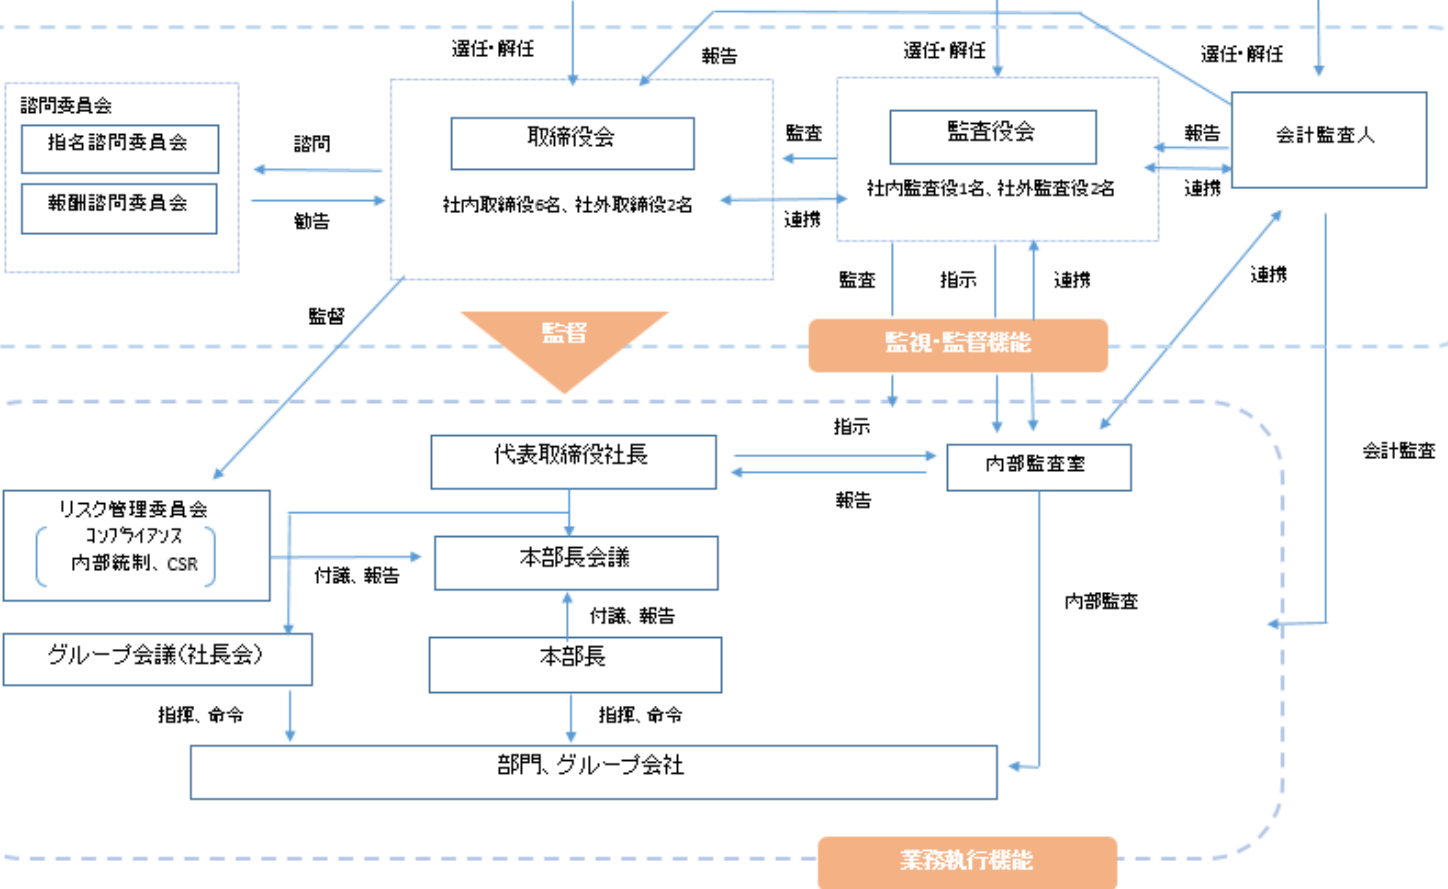 選任・解任
報告
選任・解任
選任・解任
諮問委員会
指名諮問委員会
報酬諮問委員会
諮問
勧告
取締役会
社内取締役6名、社外取締役2名
監査
連携
監査役会
社内監査役1名、社外監査役2名
報告
連携
会計監査人
監督
監督
監査
指示
連携
連携
監視・監督機能
会計監査
代表取締役社長
指示
報告
内部監査室
リスク管理委員会
コンプライアンス
内部統制、CSR
付議、報告
本部長会議
付議、報告
内部監査
グループ会議(社長会)
本部長
指揮、命令
指揮、命令
部門、グループ会社
業務執行機能